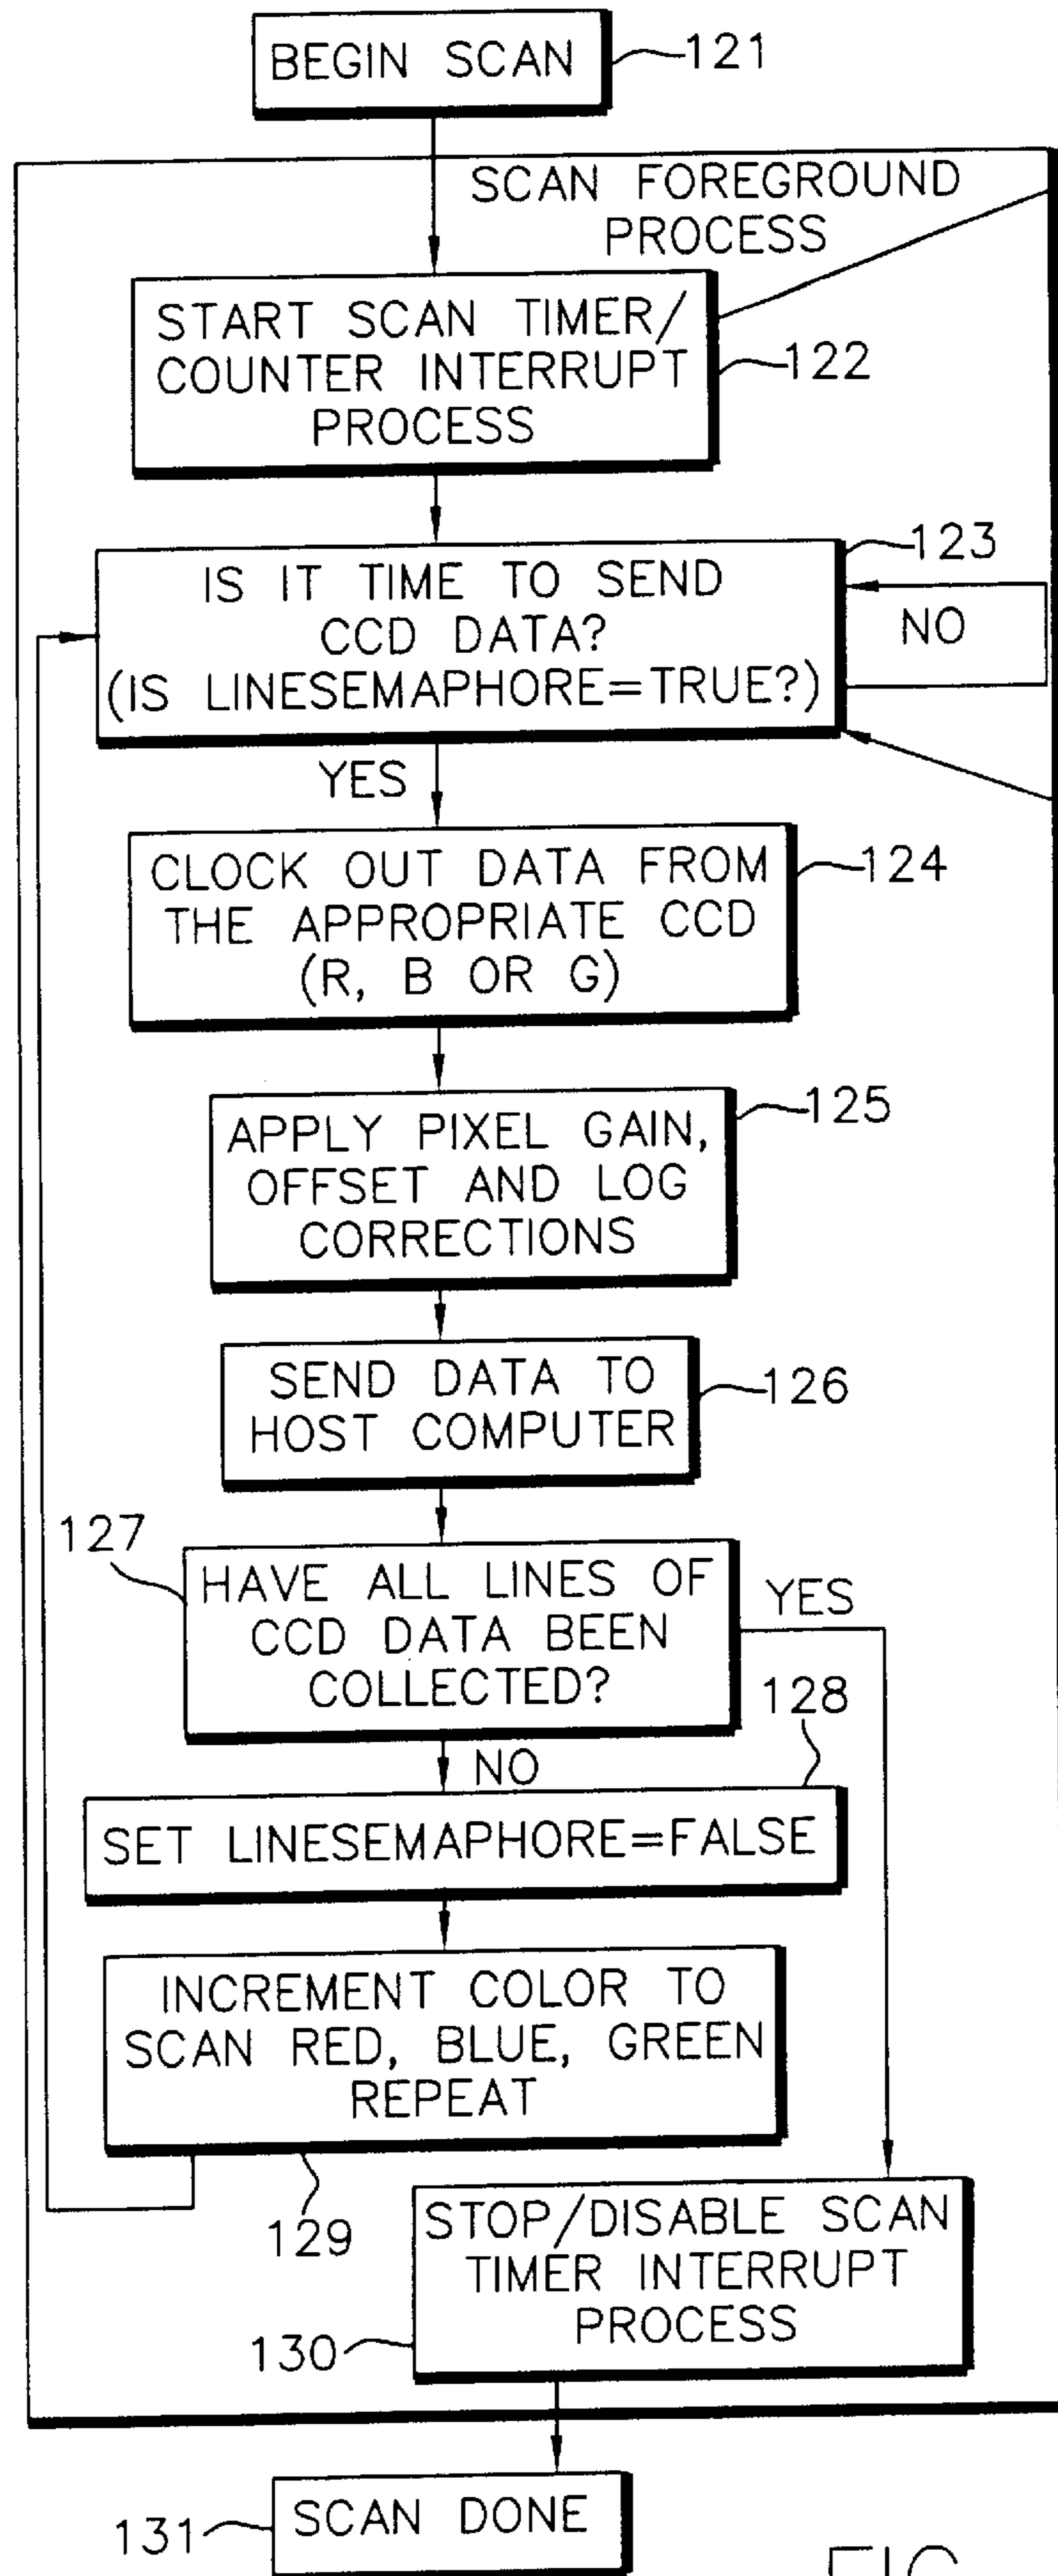 BEGIN SCAN
121
SCAN FOREGROUND
PROCESS
START SCAN TIMER/
COUNTER INTERRUPT
PROCESS
122
IS IT TIME TO SEND
CCD DATA?
(IS LINESEMAPHORE=TRUE?)
123
NO
YES
CLOCK OUT DATA FROM
THE APPROPRIATE CCD
(R, B OR G)
124
APPLY PIXEL GAIN,
OFFSET AND LOG
CORRECTIONS
125
SEND DATA TO
HOST COMPUTER
126
127
HAVE ALL LINES OF
CCD DATA BEEN
COLLECTED?
YES
128
NO
SET LINESEMAPHORE=FALSE
INCREMENT COLOR TO
SCAN RED, BLUE, GREEN
REPEAT
129
STOP/DISABLE SCAN
TIMER INTERRUPT
PROCESS
130
SCAN DONE
131
FIG